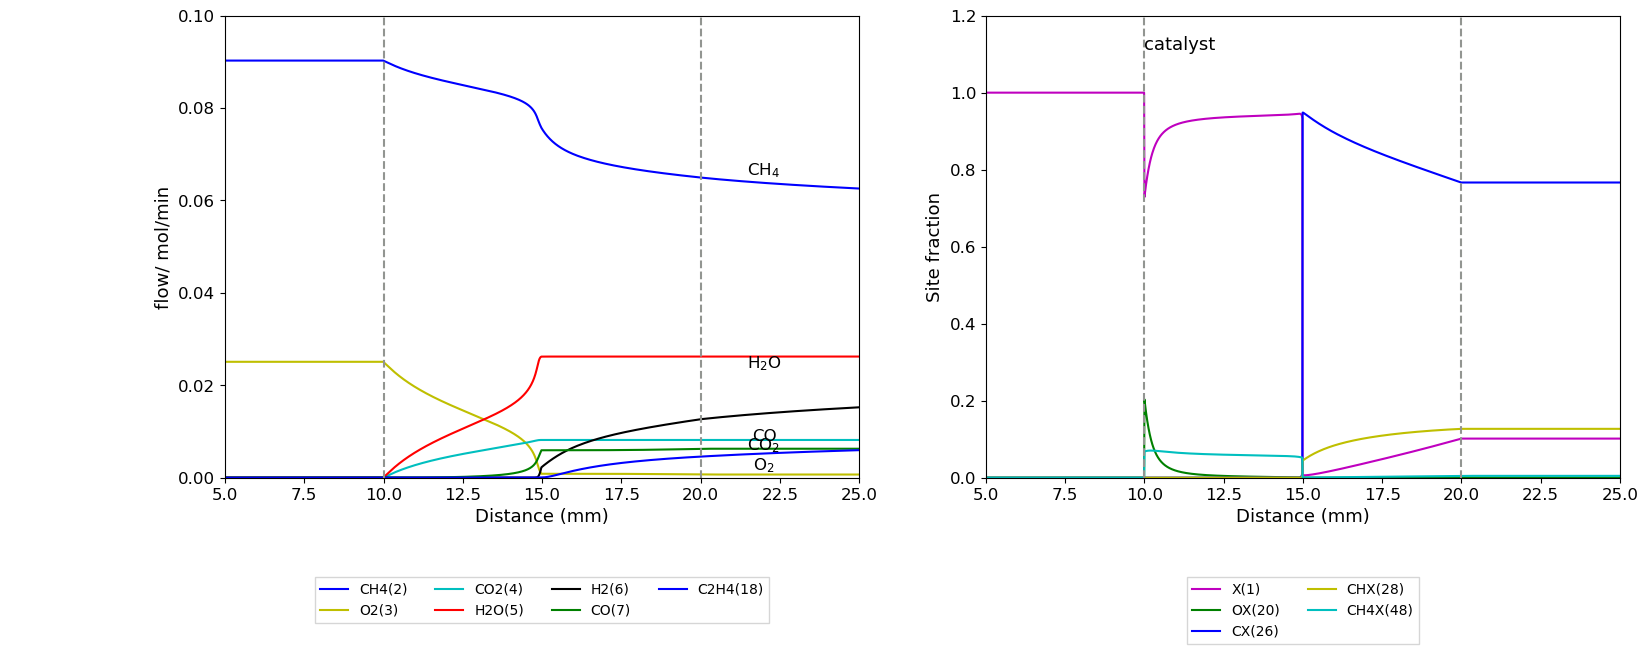 0.10
0.08
0.06
0.04
0.02
0.00
flow/ mol/min
CH4
H2O
CO
CO2
O2
5.0 7.5 10.0 12.5 15.0 17.5 20.0 22.5 25.0
Distance (mm)
CH4(2) CO2(4) H2(6) C2H4(18)
O2(3) H2O(5) CO(7)
1.2
1.0
0.8
0.6
0.4
0.2
0.0
Site fraction
catalyst
5.0 7.5 10.0 12.5 15.0 17.5 20.0 22.5 25.0
Distance (mm)
X(1) CHX(28)
OX(20) CH4X(48)
CX(26)